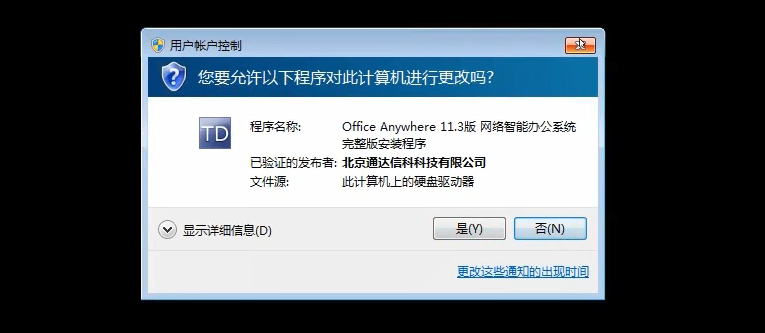 用户帐户控制
您要允许以下程序对此计算机进行更改吗?
TD
程序名称: Office Anywhere 11.3版 网络智能办公系统
完整版安装程序
已验证的发布者: 北京通达信科科技有限公司
文件源: 此计算机上的硬盘驱动器
显示详细信息(D)
是(Y)
否(N)
更改这些通知的出现时间